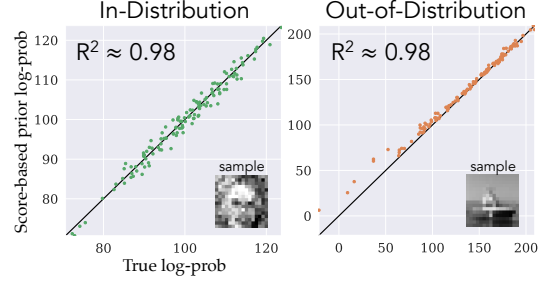 In-Distribution
Out-of-Distribution
Score-based prior log-prob
120
110
100
90
80
R² ≈ 0.98
sample
80
100
120
True log-prob
200
150
100
50
0
R² ≈ 0.98
sample
0
50
100
150
200